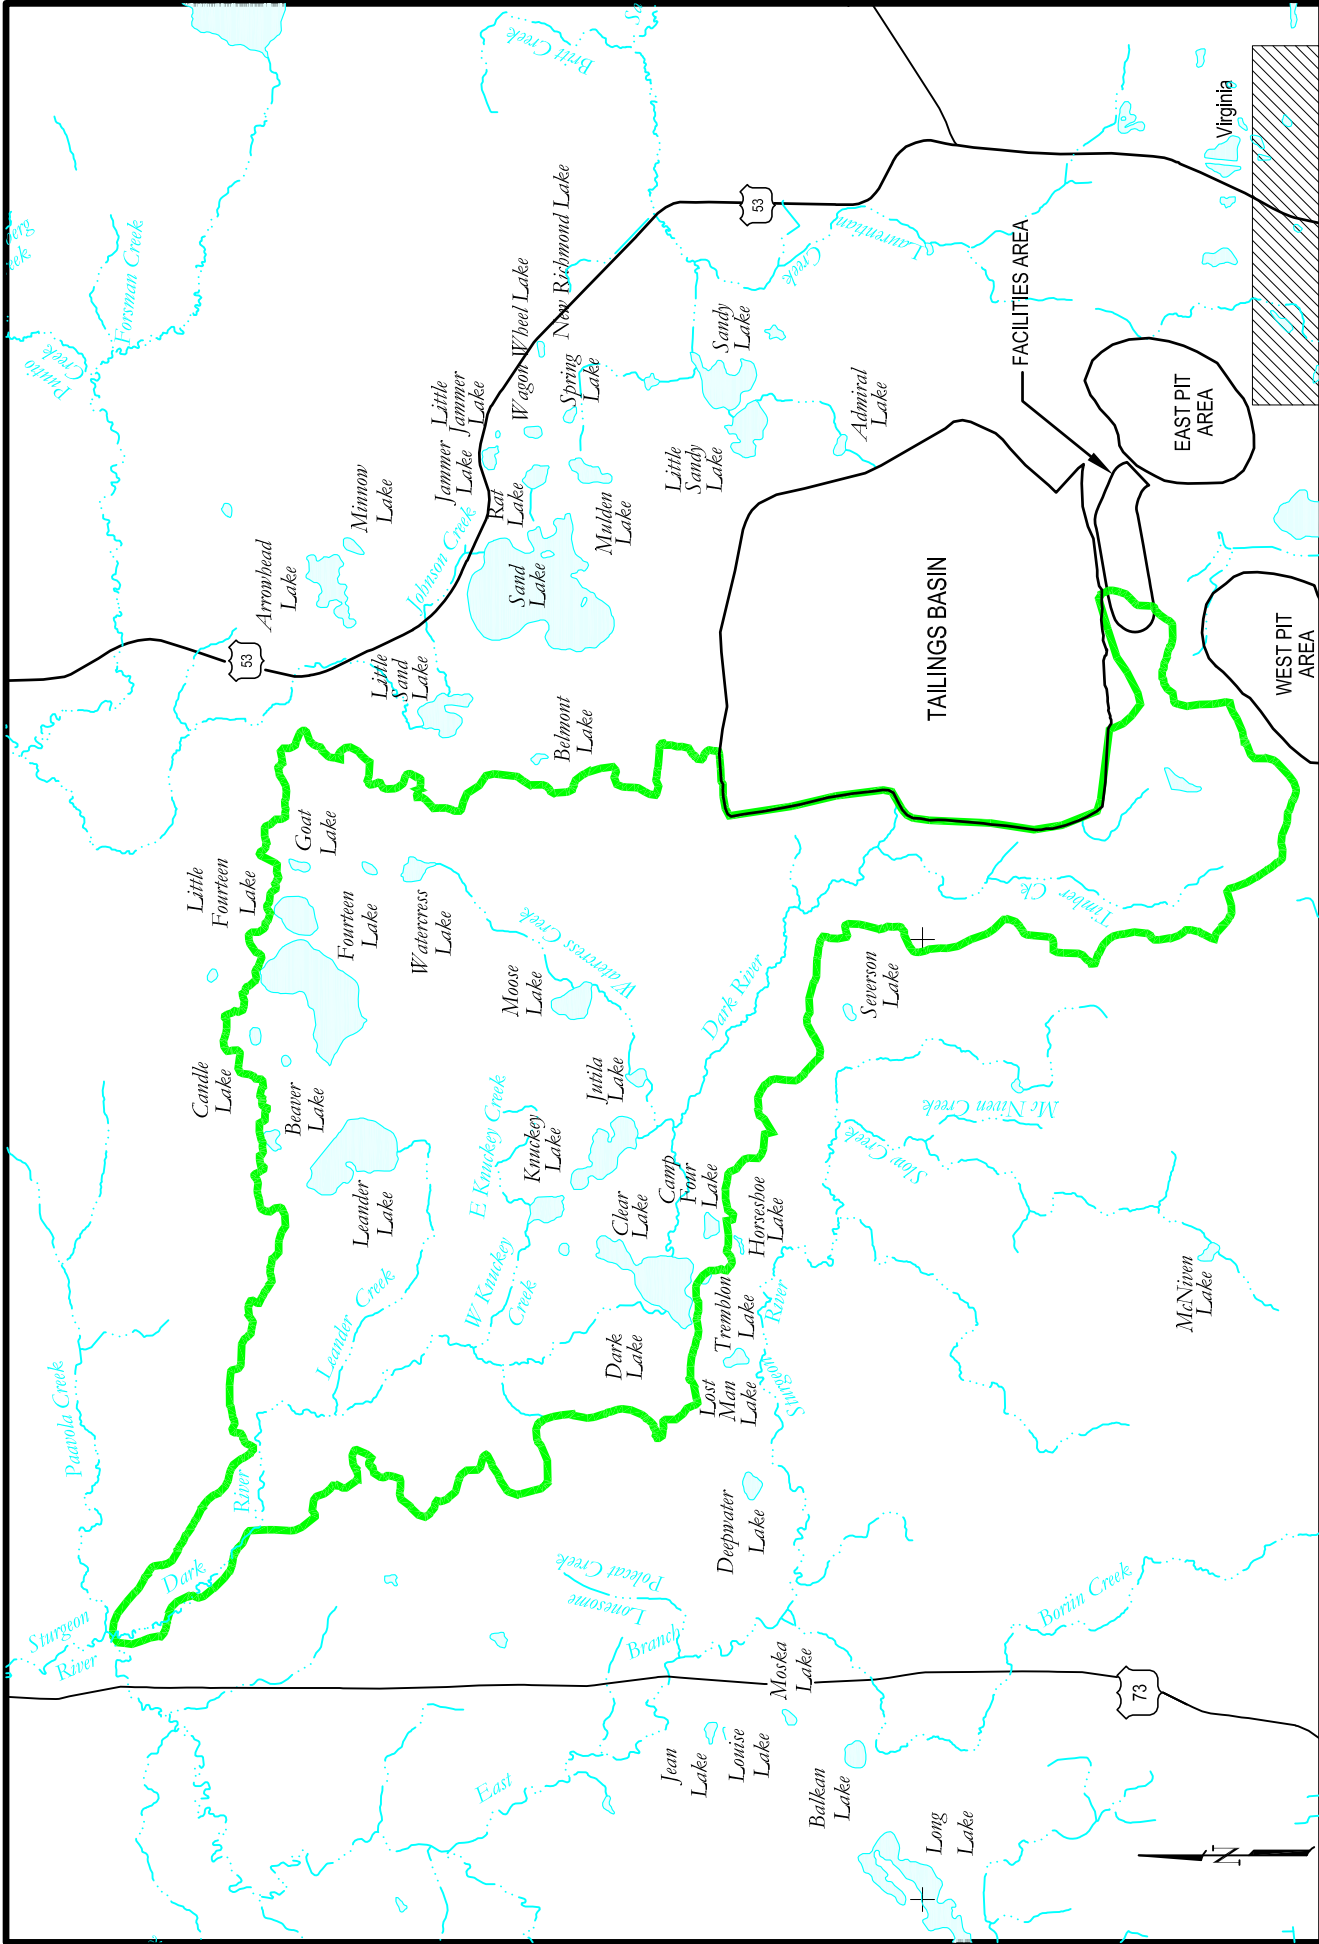 Sturgeon
River
Paavola Creek
Dark
River
Leander Creek
Candle
Lake
Beaver
Lake
Leander
Lake
Little
Fourteen
Lake
Goat
Lake
Fourteen
Lake
Watercress
Lake
Watercress Creek
Moose
Lake
Jutila
Lake
E Knuckey Creek
Knuckey
Lake
W Knuckey
Creek
Clear
Lake
Camp
Four
Lake
Horseshoe
Lake
Dark
Lake
Tremblon
Lake
Lost
Man
Lake
Sturgeon
River
Dark River
Severson
Lake
Timber Ck
Mc Niven Creek
Stow Creek
McNiven
Lake
Deepwater
Lake
Polecat Creek
Lonesome
Branch
East
Jean
Lake
Louise
Lake
Moska
Lake
Balkan
Lake
Long
Lake
Boriin Creek
73
N
Forsman Creek
Puutio
Creek
eek
Arrowhead
Lake
Minnow
Lake
53
Little
Sand
Lake
Johnson Creek
Jammer
Lake
Little
Jammer
Lake
Wagon Wheel Lake
New Richmond Lake
Rat
Lake
Spring
Lake
Sand
Lake
Mulden
Lake
Belmont
Lake
Britt Creek
Sa
53
Laurentian
Creek
Sandy
Lake
Little
Sandy
Lake
Admiral
Lake
FACILITIES AREA
TAILINGS BASIN
EAST PIT
AREA
WEST PIT
AREA
Virginia